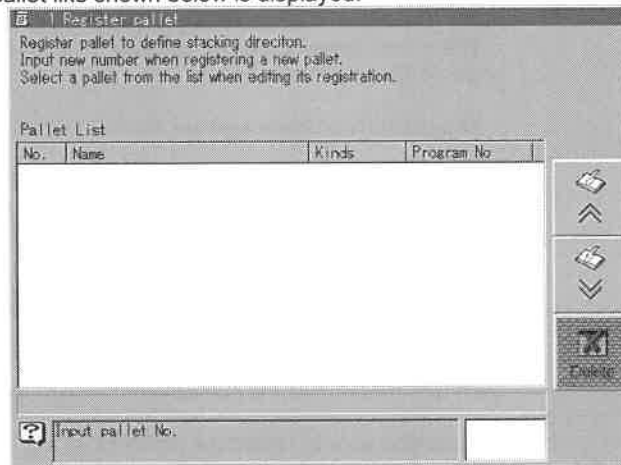 allet like shown below is displayed.
1 Register pallet
Register pallet to define stacking direciton.
Input new number when registering a new pallet.
Select a pallet from the list when editing its registration.
Pallet List
No. Name Kinds Program No
Delete
Input pallet No.